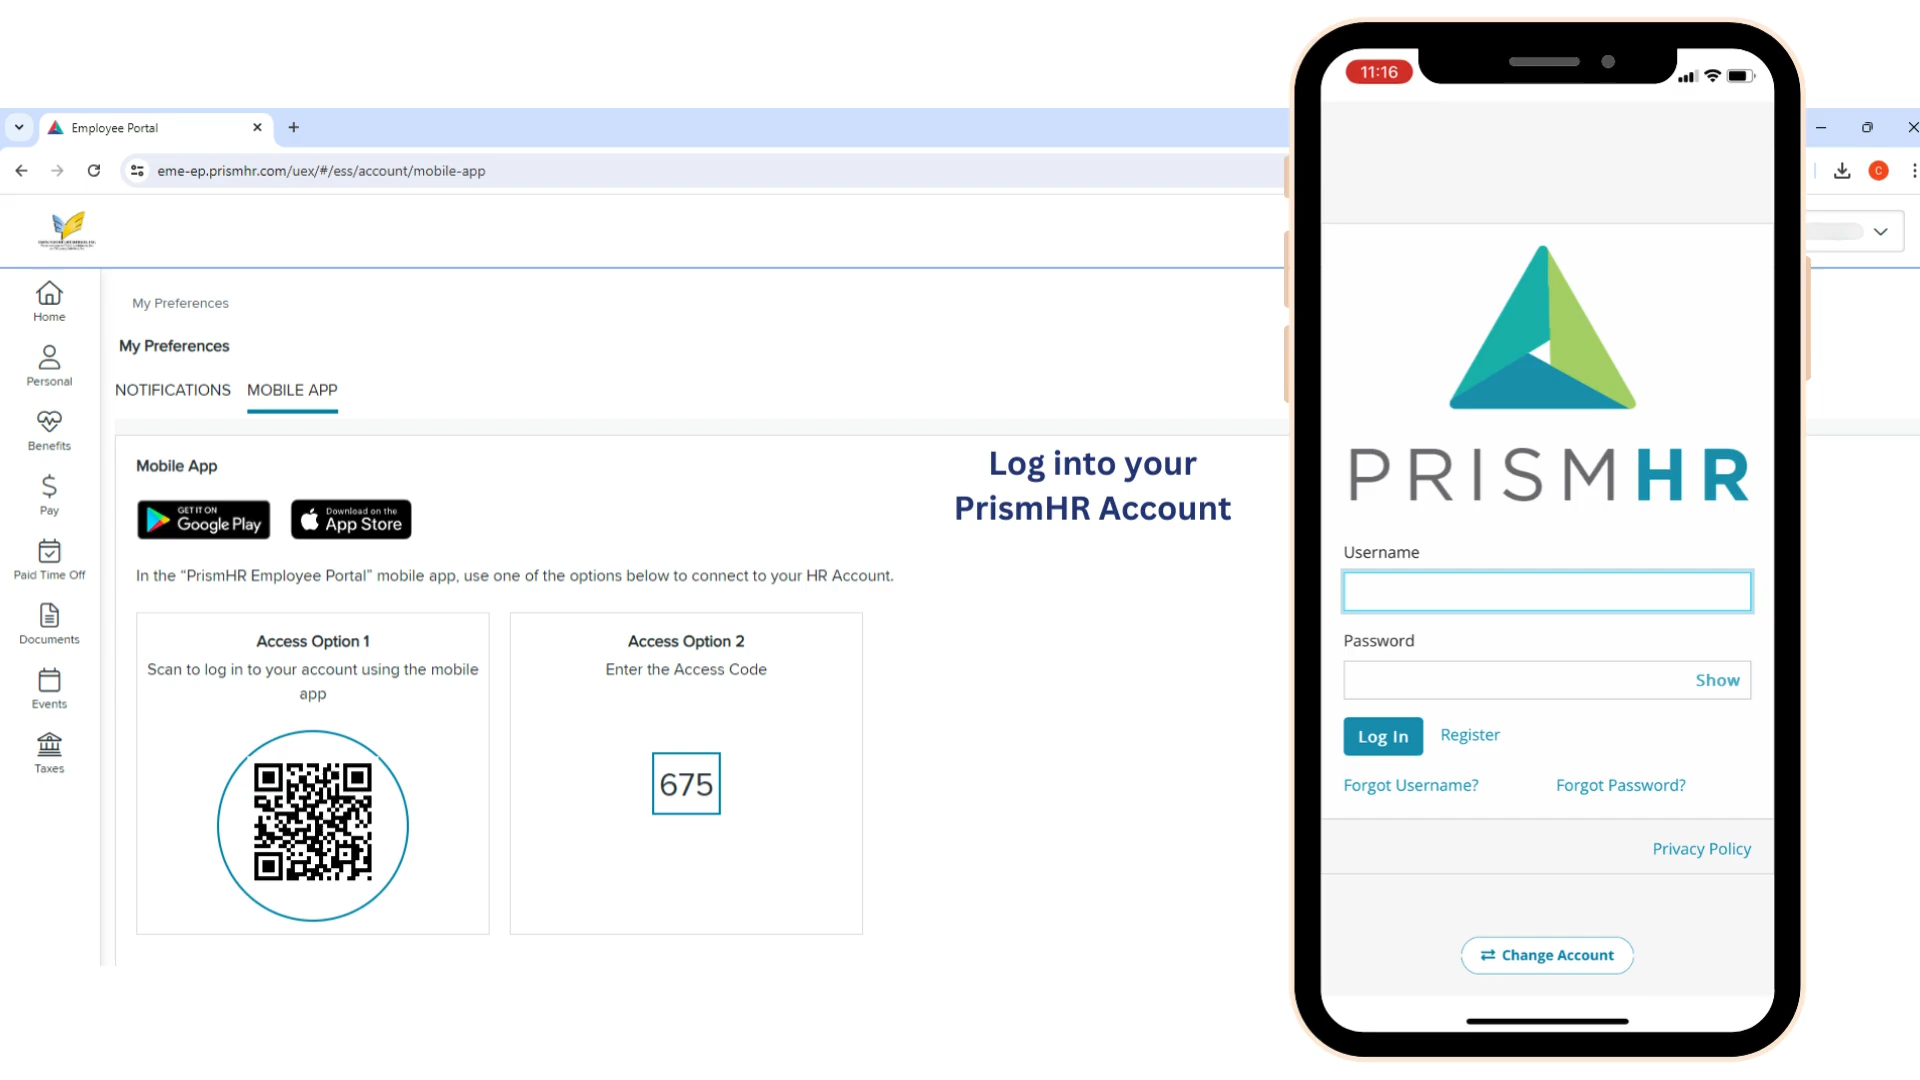 Employee Portal
eme-ep.prismhr.com/uex/#/ess/account/mobile-app
C
Home
Personal
Benefits
Pay
Paid Time Off
Documents
Events
Taxes
My Preferences
My Preferences
NOTIFICATIONS MOBILE APP
Mobile App
GET IT ON
Google Play
Download on the
App Store
In the “PrismHR Employee Portal” mobile app, use one of the options below to connect to your HR Account.
Access Option 1
Scan to log in to your account using the mobile
app
Access Option 2
Enter the Access Code
675
Log into your
PrismHR Account
11:16
PRISMHR
Username
Password
Show
Log In Register
Forgot Username? Forgot Password?
Privacy Policy
Change Account